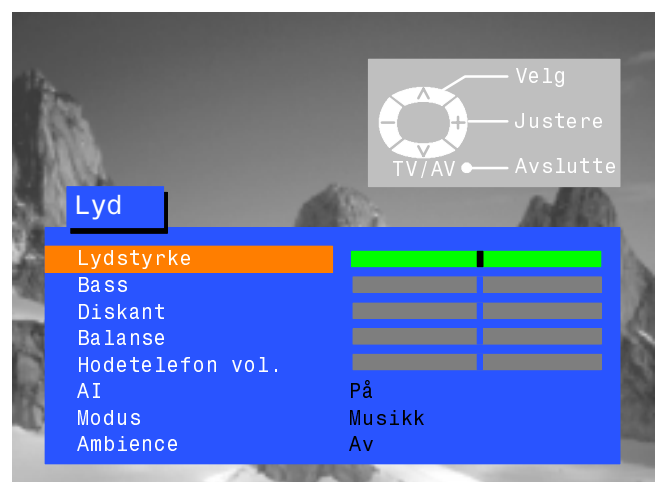 Velg
Justere
TV/AV Avslutte
Lyd
Lydstyrke
Bass
Diskant
Balanse
Hodetelefon vol.
AI På
Modus Musikk
Ambience Av